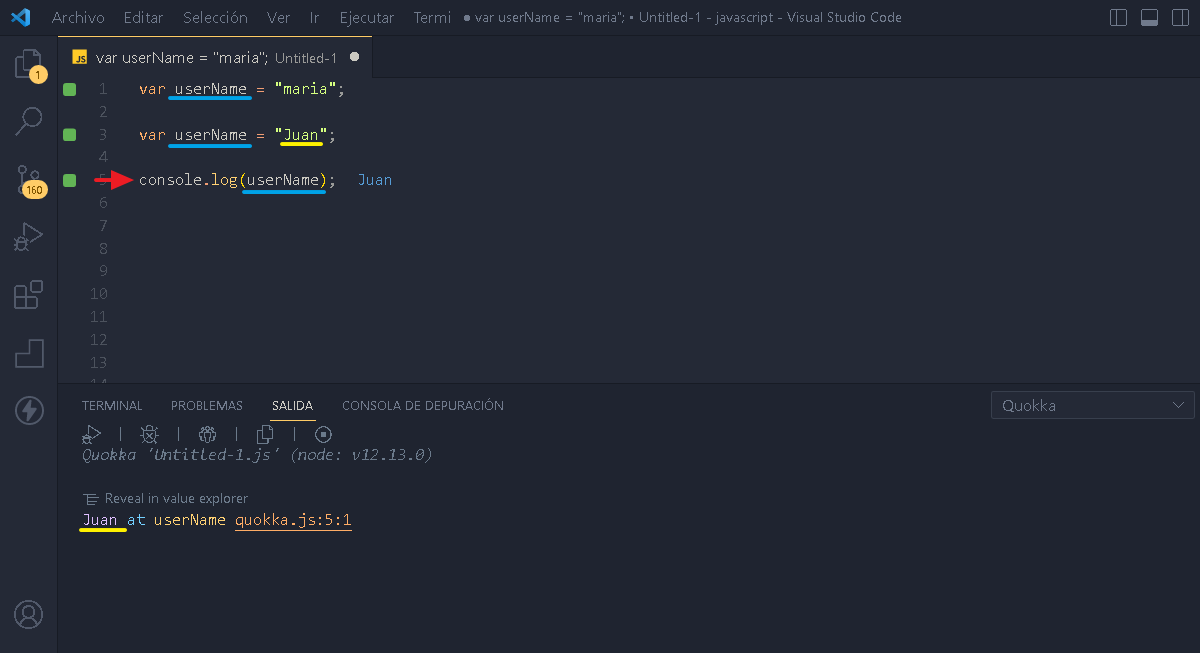 Archivo Editar Selección Ver Ir Ejecutar Termi ● var userName = "maria"; • Untitled-1 - javascript - Visual Studio Code
JS var userName = "maria"; Untitled-1 ●
1
1 var userName = "maria";
2
3 var userName = "Juan";
4
160
5 console.log(userName); Juan
6
7
8
9
10
11
12
13
14
TERMINAL PROBLEMAS SALIDA CONSOLA DE DEPURACIÓN Quokka
Quokka 'Untitled-1.js' (node: v12.13.0)
Reveal in value explorer
Juan at userName quokka.js:5:1